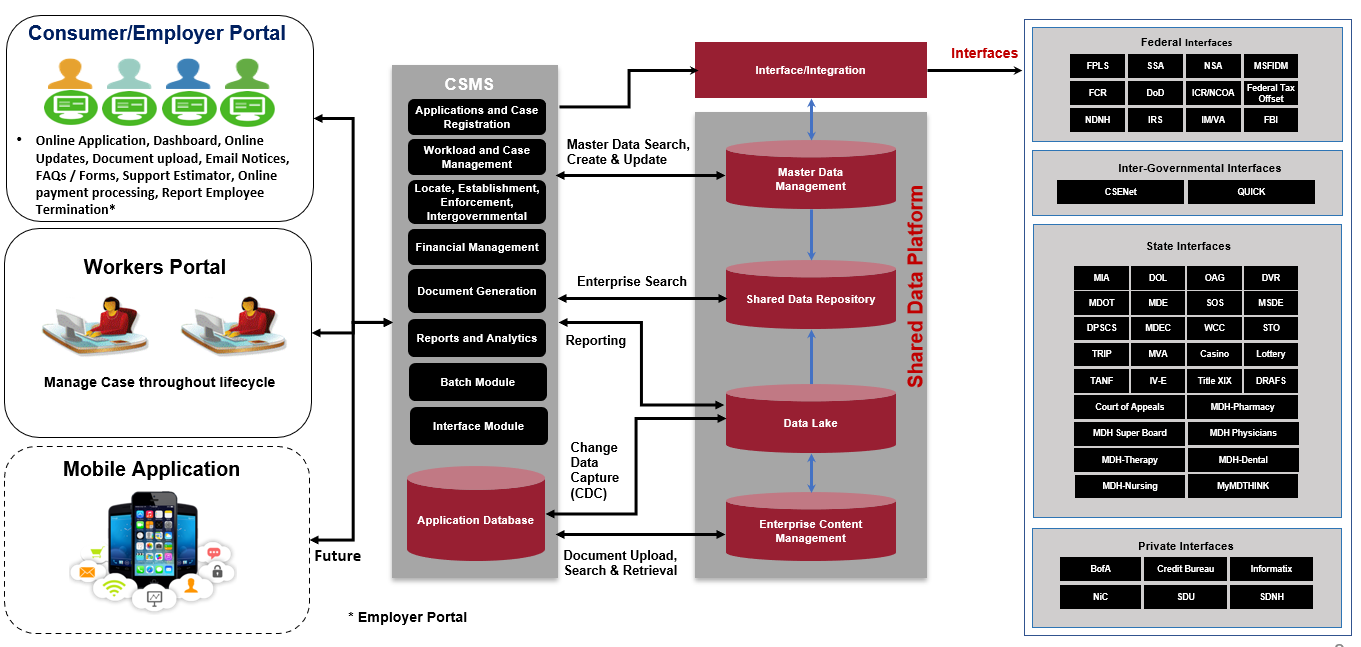 Consumer/Employer Portal
• Online Application, Dashboard, Online
Updates, Document upload, Email Notices,
FAQs / Forms, Support Estimator, Online
payment processing, Report Employee
Termination*
Workers Portal
Manage Case throughout lifecycle
Mobile Application
Future
CSMS
Applications and Case
Registration
Workload and Case
Management
Locate, Establishment,
Enforcement,
Intergovernmental
Financial Management
Document Generation
Reports and Analytics
Batch Module
Interface Module
Application Database
* Employer Portal
Master Data Search,
Create & Update
Enterprise Search
Reporting
Change
Data
Capture
(CDC)
Document Upload,
Search & Retrieval
Interface/Integration
Master Data
Management
Shared Data Repository
Data Lake
Enterprise Content
Management
Shared Data Platform
Interfaces
Federal Interfaces
FPLS SSA NSA MSFIDM
FCR DoD ICR/NCOA Federal Tax
Offset
NDNH IRS IM/VA FBI
Inter-Governmental Interfaces
CSENet QUICK
State Interfaces
MIA DOL OAG DVR
MDOT MDE SOS MSDE
DPSCS MDEC WCC STO
TRIP MVA Casino Lottery
TANF IV-E Title XIX DRAFS
Court of Appeals MDH-Pharmacy
MDH Super Board MDH Physicians
MDH-Therapy MDH-Dental
MDH-Nursing MyMDTHINK
Private Interfaces
BofA Credit Bureau Informatix
NiC SDU SDNH